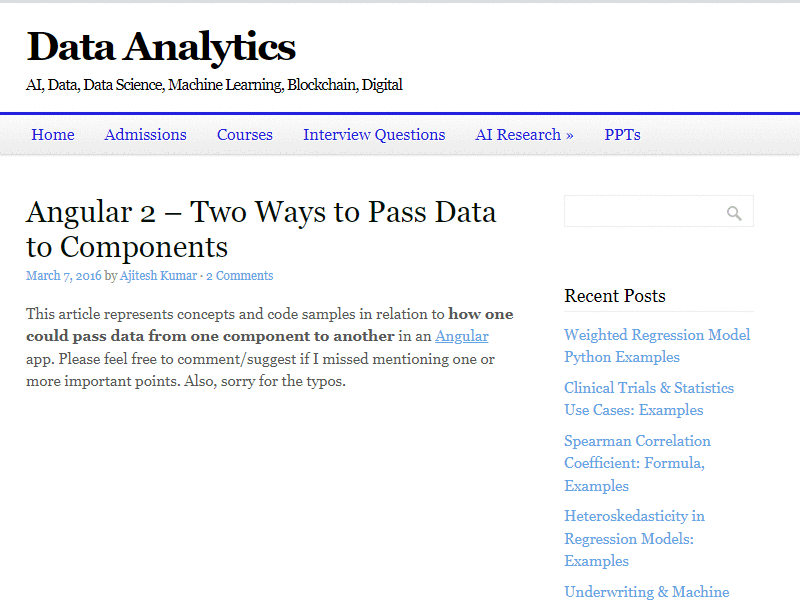 Data Analytics
AI, Data, Data Science, Machine Learning, Blockchain, Digital
Home Admissions Courses Interview Questions AI Research » PPTs
Angular 2 – Two Ways to Pass Data
to Components
March 7, 2016 by Ajitesh Kumar · 2 Comments
This article represents concepts and code samples in relation to how one
could pass data from one component to another in an Angular
app. Please feel free to comment/suggest if I missed mentioning one or
more important points. Also, sorry for the typos.
Recent Posts
Weighted Regression Model
Python Examples
Clinical Trials & Statistics
Use Cases: Examples
Spearman Correlation
Coefficient: Formula,
Examples
Heteroskedasticity in
Regression Models:
Examples
Underwriting & Machine